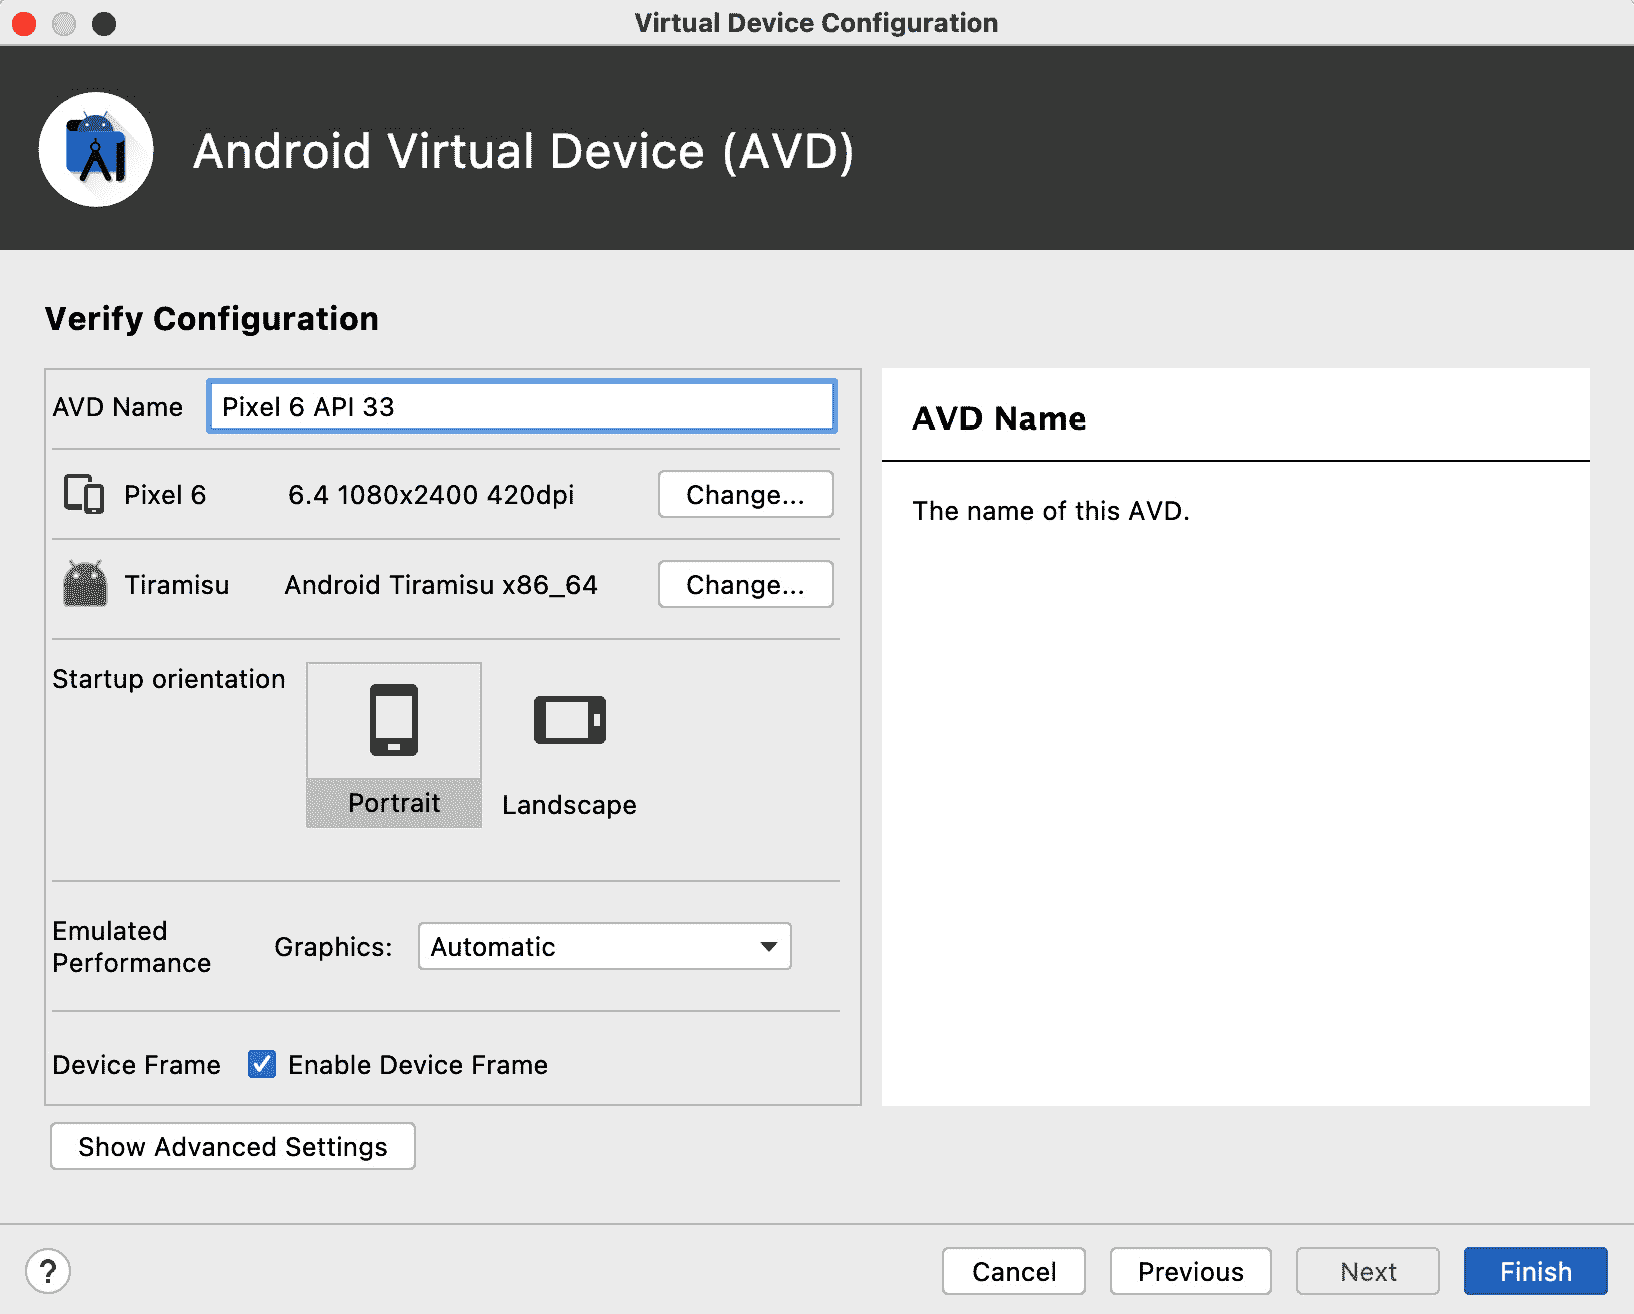 Virtual Device Configuration
Android Virtual Device (AVD)
Verify Configuration
AVD Name Pixel 6 API 33
Pixel 6 6.4 1080x2400 420dpi Change...
Tiramisu Android Tiramisu x86_64 Change...
Startup orientation
Portrait Landscape
Emulated
Performance
Graphics: Automatic
Device Frame Enable Device Frame
Show Advanced Settings
AVD Name
The name of this AVD.
? Cancel Previous Next Finish